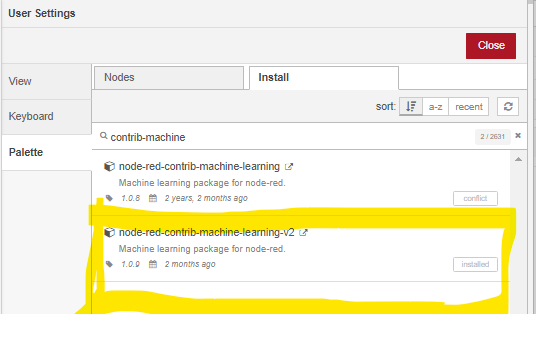 User Settings
Close
View
Keyboard
Palette
Nodes
Install
sort:
a-z
recent
contrib-machine
2 / 2631
node-red-contrib-machine-learning
Machine learning package for node-red.
1.0.6 2 years, 2 months ago
conflict
node-red-contrib-machine-learning-v2
Machine learning package for node-red.
1.0.9 2 months ago
installed